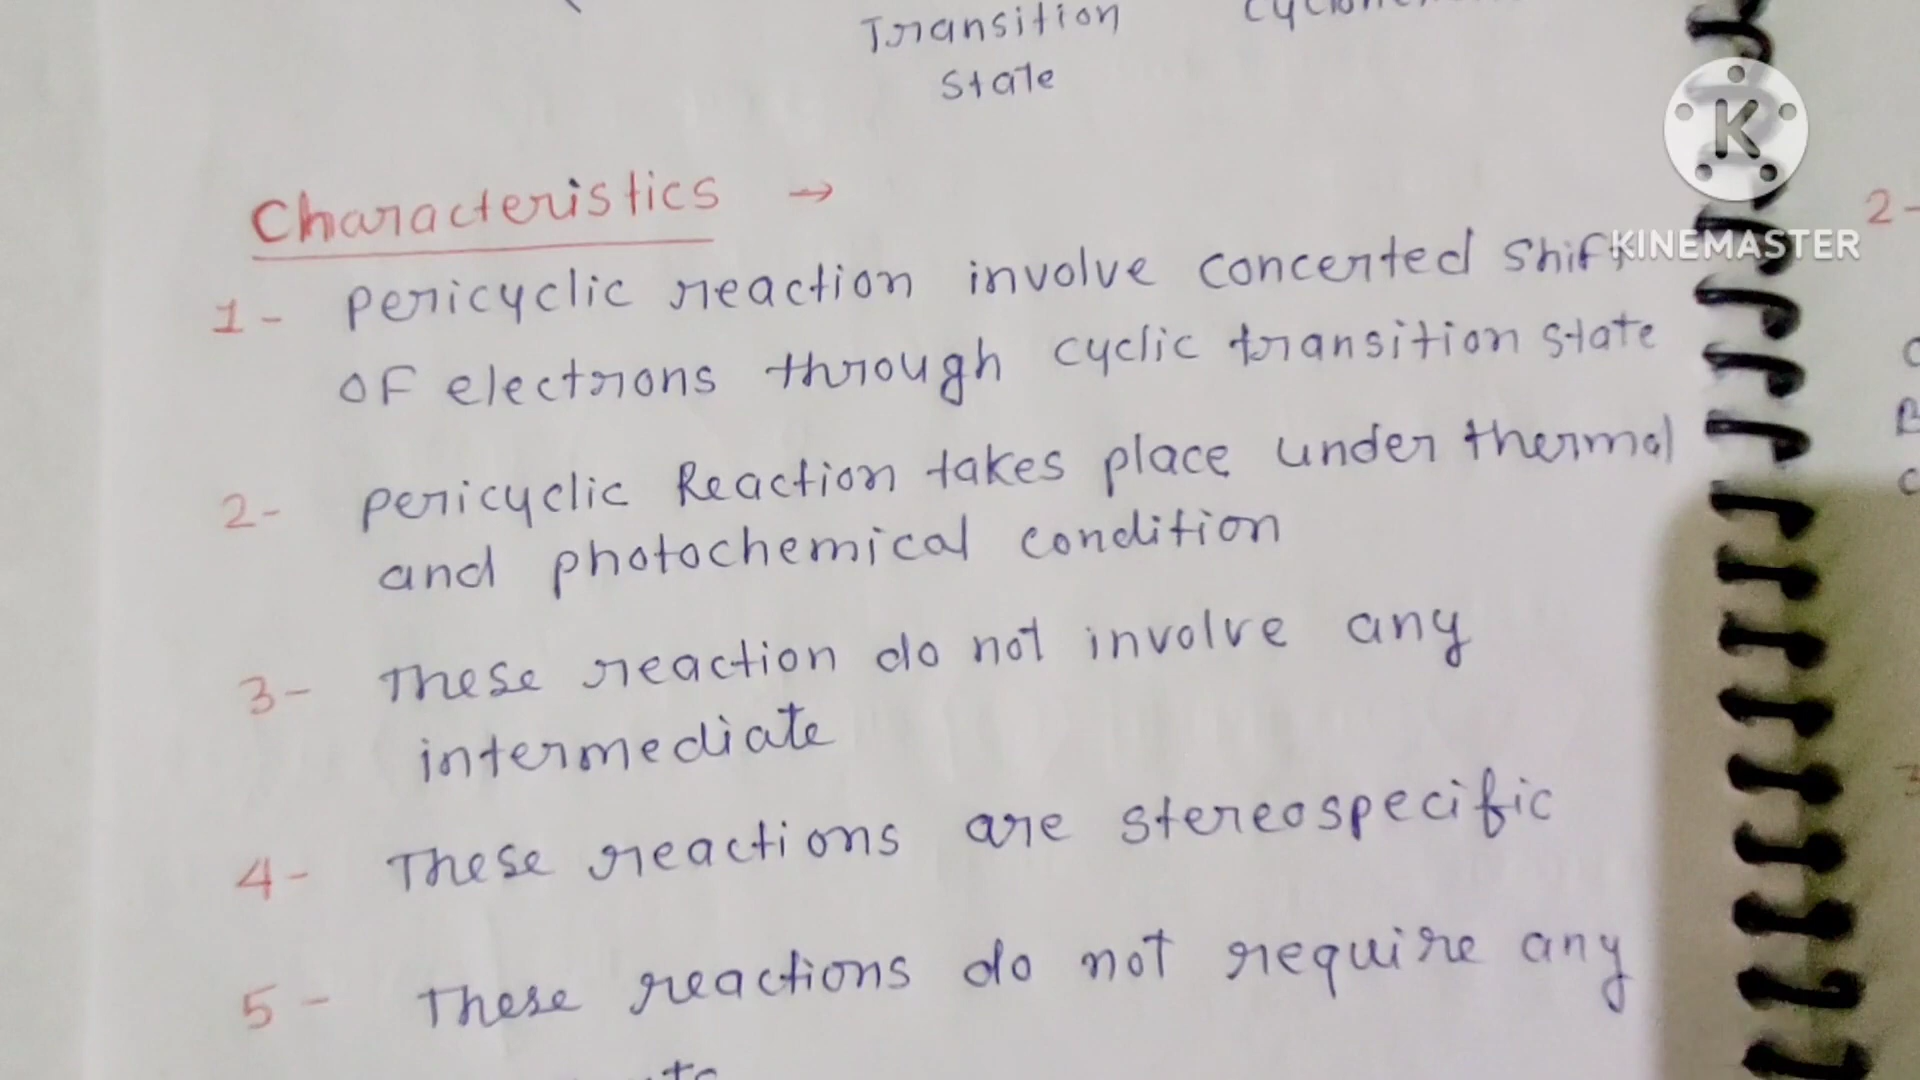 Transition
State
Characteristics →
1- Pericyclic reaction involve concerted shift
OF electrons through cyclic transition state
2- Pericyclic Reaction takes place under thermal
and photochemical condition
3- These reaction do not involve any
intermediate
4- These reactions are stereospecific
5- These reactions do not require any
K
KINEMASTER
2-